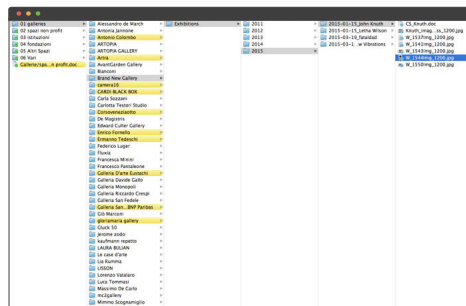 01 galleries
02 spazi non profit
03 istituzioni
04 fondazioni
05 Altri Spazi
06 Vari
Gallerie/spa...n profit.doc
Alessandro de March
Antonia Jannone
Antonio Colombo
ARTOPIA
ARTOPIA GALLERY
Artra
AvantGarden Gallery
Bianconi
Brand New Gallery
camera16
CARDI BLACK BOX
Carla Sozzani
Carlotta Testori Studio
Corsoveneziaotto
De Magistris
Edward Cutler Gallery
Enrico Fornello
Ermanno Tedeschi
Federico Luger
Fluxia
Francesca Minini
Francesco Pantaleone
Galleria D'arte Eustachi
Galleria Davide Gallo
Galleria Monopoli
Galleria Riccardo Crespi
Galleria San Fedele
Galleria San...BNP Paribas
Giò Marconi
gloriamaria gallery
Gluck 50
jerome zodo
kaufmann repetto
LAURA BULIAN
Le case d'arte
Lia Rumma
LISSON
Lorenzo Vatalaro
Luca Tommasi
Massimo De Carlo
mc2gallery
Mimmo Scognamiglio
Exhibitions
2011
2012
2013
2014
2015
2015-01-15_John Knuth
2015-01-15_Letha Wilson
2015-03-19_fataidad
2015-03-1...w Vibrations
CS_Knuth.doc
Knuth_imag...ss_1200.jpg
W_1537img_1200.jpg
W_1541img_1200.jpg
W_1543img_1200.jpg
W_1544img_1200.jpg
W_1550img_1200.jpg